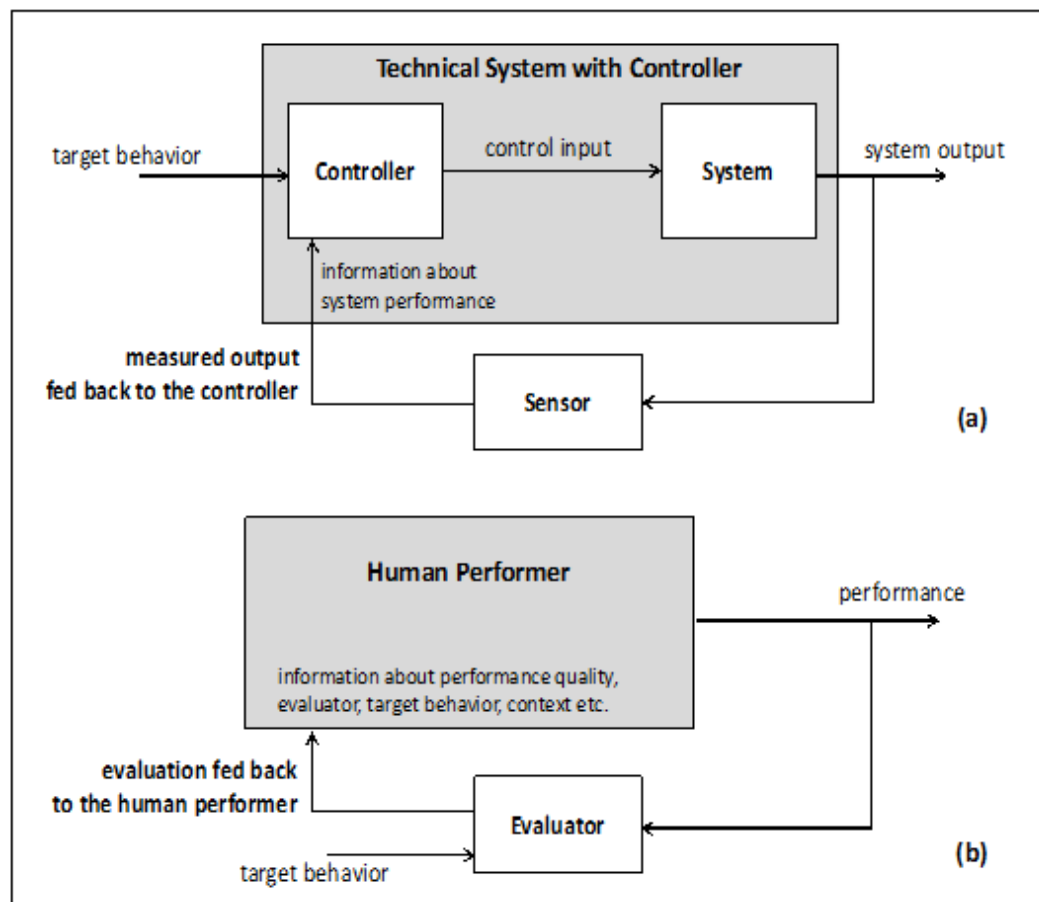 Technical System with Controller
target behavior
Controller
control input
System
system output
information about
system performance
measured output
fed back to the controller
Sensor
(a)
Human Performer
performance
information about performance quality,
evaluator, target behavior, context etc.
evaluation fed back
to the human performer
Evaluator
target behavior
(b)